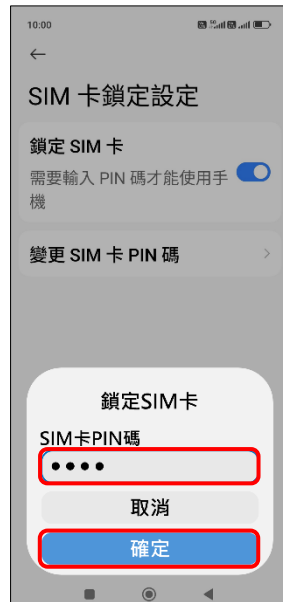 10:00
SIM 卡鎖定設定
鎖定 SIM 卡
需要輸入 PIN 碼才能使用手
機
變更 SIM 卡 PIN 碼
鎖定SIM卡
SIM卡PIN碼
取消
確定